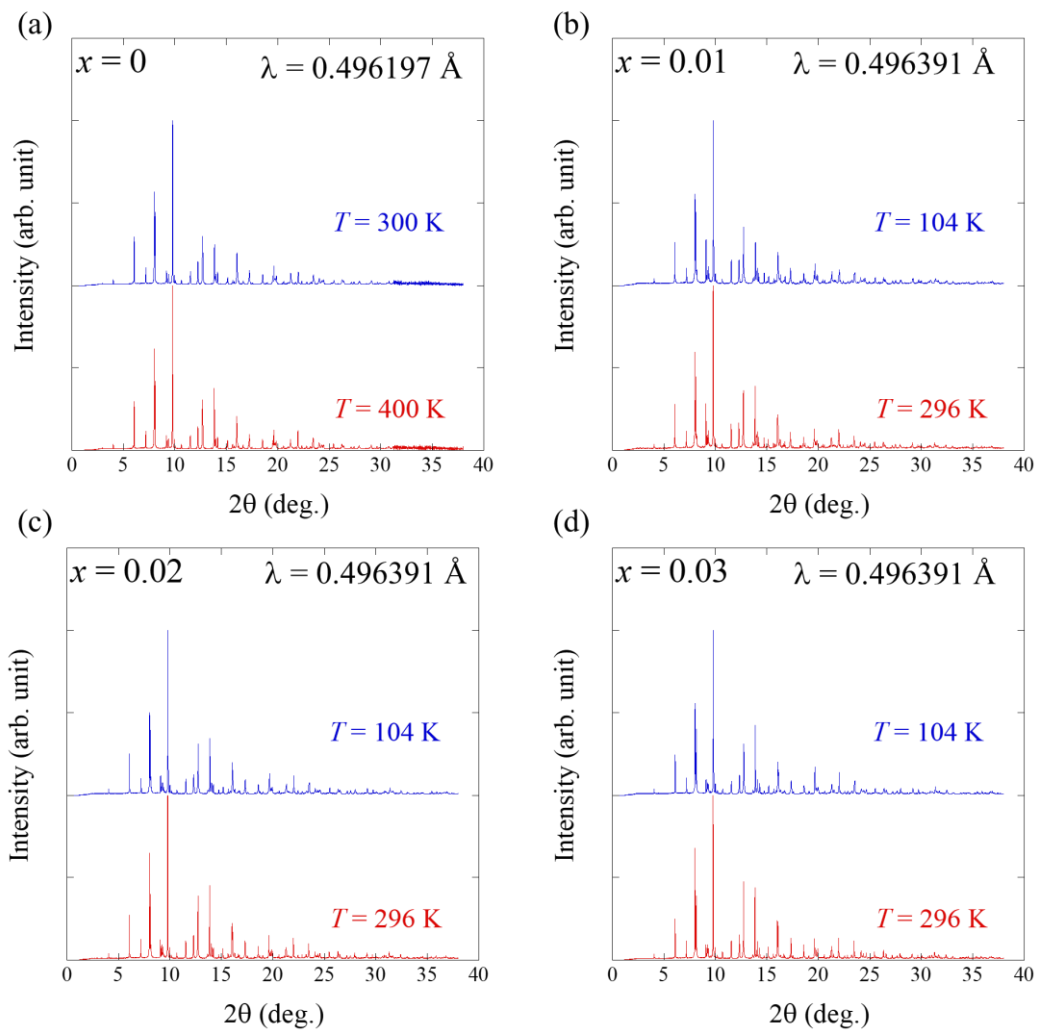 (a)
x = 0
λ = 0.496197 Å
Intensity (arb. unit)
T = 300 K
T = 400 K
0 5 10 15 20 25 30 35 40
2θ (deg.)
(b)
x = 0.01
λ = 0.496391 Å
Intensity (arb. unit)
T = 104 K
T = 296 K
0 5 10 15 20 25 30 35 40
2θ (deg.)
(c)
x = 0.02
λ = 0.496391 Å
Intensity (arb. unit)
T = 104 K
T = 296 K
0 5 10 15 20 25 30 35 40
2θ (deg.)
(d)
x = 0.03
λ = 0.496391 Å
Intensity (arb. unit)
T = 104 K
T = 296 K
0 5 10 15 20 25 30 35 40
2θ (deg.)